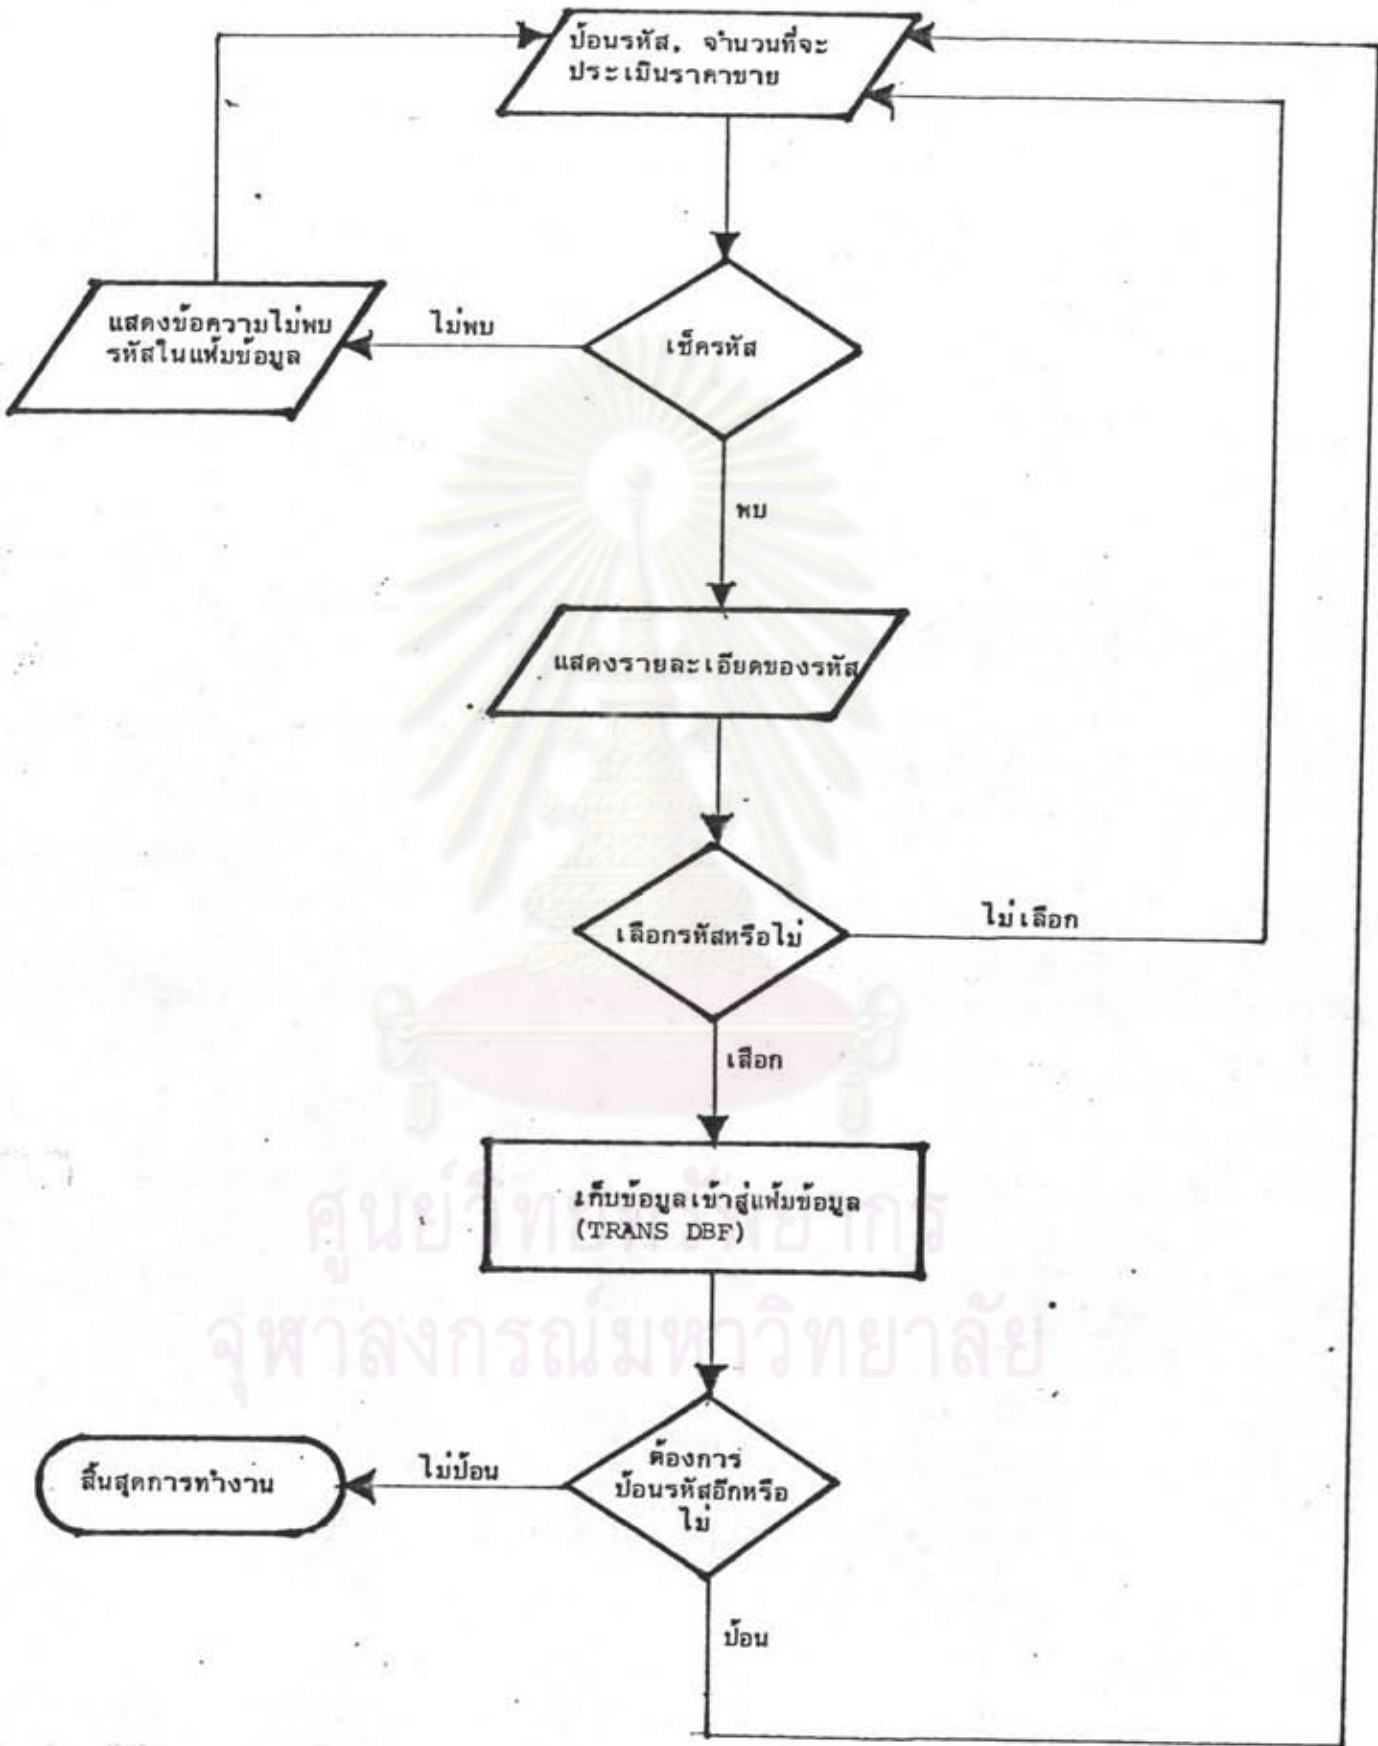 ป้อนรหัส, จำนวนที่จะ
ประเมินราคาขาย
แสดงข้อความไม่พบ
รหัสในแฟ้มข้อมูล
ไม่พบ
เช็ครหัส
พบ
แสดงรายละเอียดของรหัส
เลือกรหัสหรือไม่
ไม่เลือก
เลือก
เก็บข้อมูลเข้าสู่แฟ้มข้อมูล
(TRANS DBF)
ศูนย์วิทยทรัพยากร
จุฬาลงกรณ์มหาวิทยาลัย
สิ้นสุดการทำงาน
ไม่ป้อน
ต้องการ
ป้อนรหัสอีกหรือ
ไม่
ป้อน